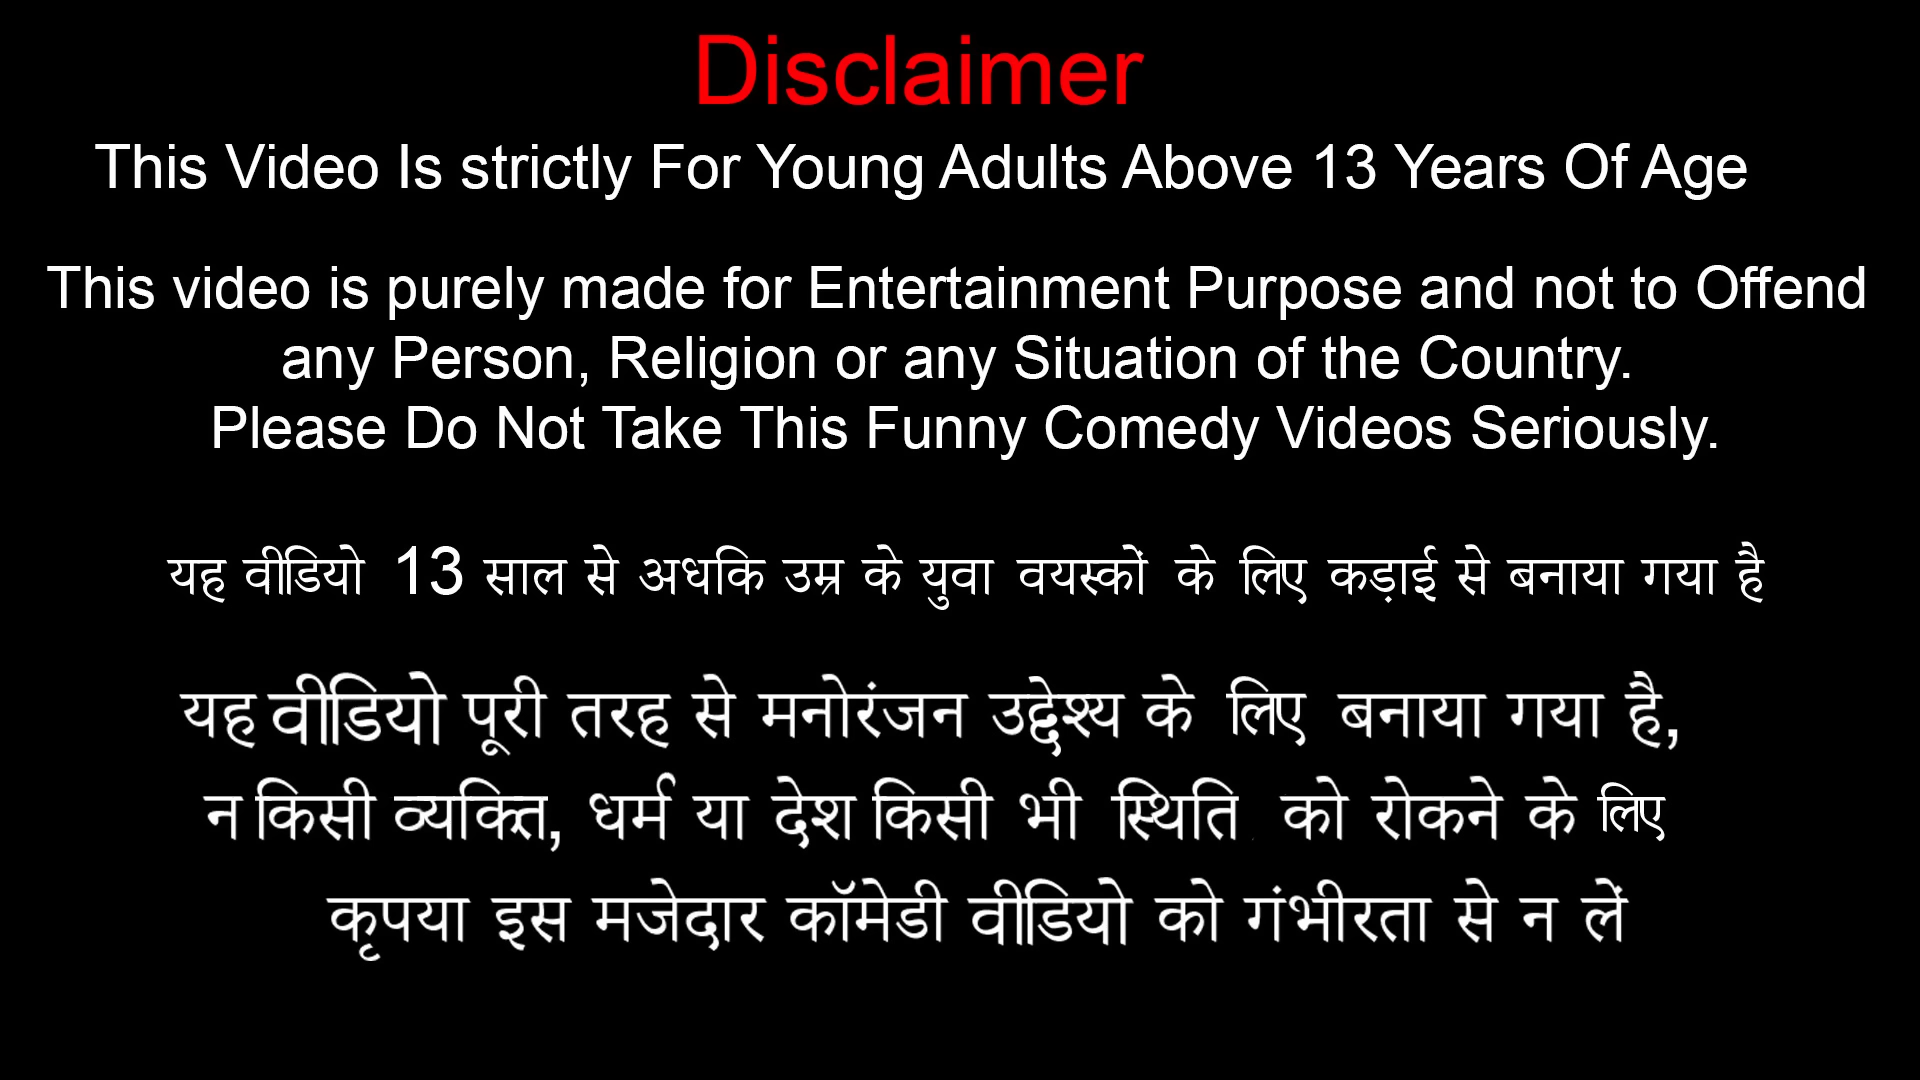 Disclaimer
This Video Is strictly For Young Adults Above 13 Years Of Age
This video is purely made for Entertainment Purpose and not to Offend
any Person, Religion or any Situation of the Country.
Please Do Not Take This Funny Comedy Videos Seriously.
यह वीडियो 13 साल से अधकि उम्र के युवा वयस्कों के लिए कड़ाई से बनाया गया है
यह वीडियो पूरी तरह से मनोरंजन उद्देश्य के लिए बनाया गया है,
न किसी व्यक्ति, धर्म या देश किसी भी स्थिति को रोकने के लिए
कृपया इस मजेदार कॉमेडी वीडियो को गंभीरता से न लें